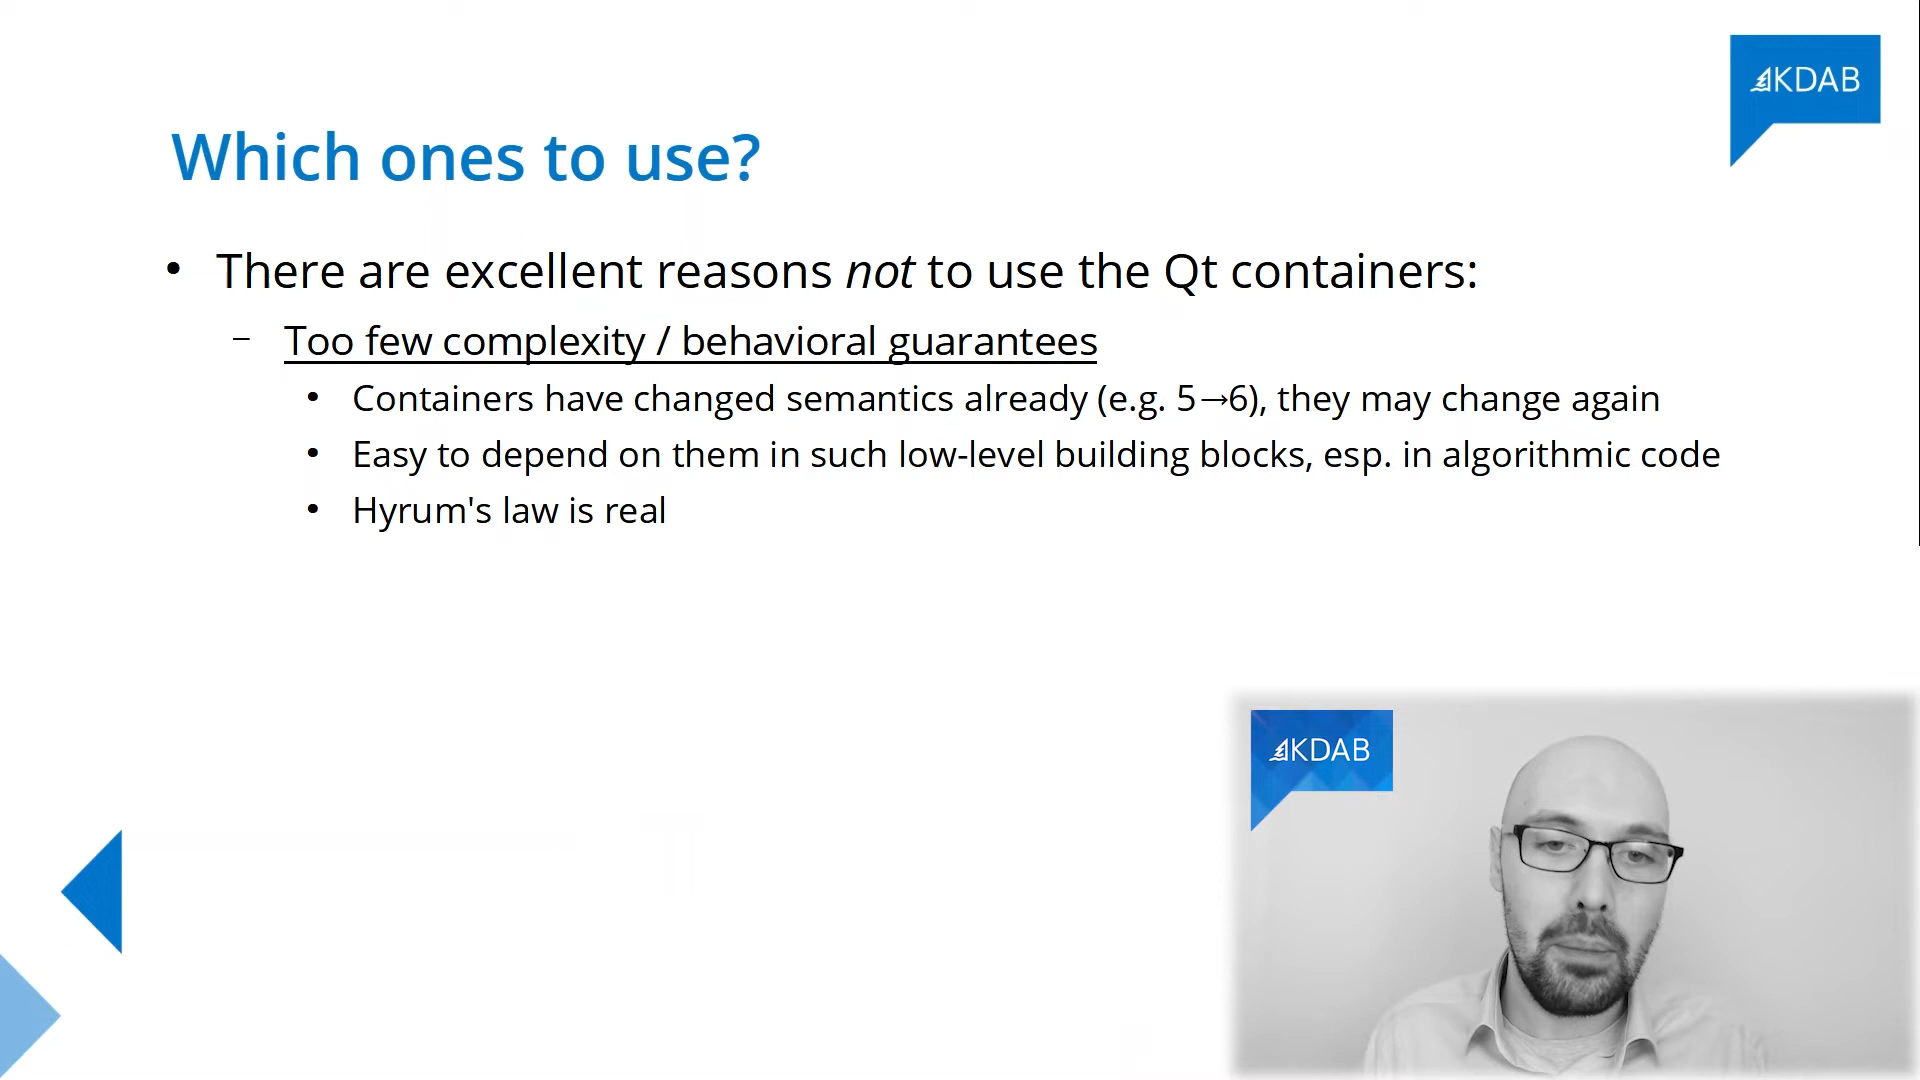 KDAB
Which ones to use?
• There are excellent reasons not to use the Qt containers:
– Too few complexity / behavioral guarantees
• Containers have changed semantics already (e.g. 5→6), they may change again
• Easy to depend on them in such low-level building blocks, esp. in algorithmic code
• Hyrum's law is real
KDAB